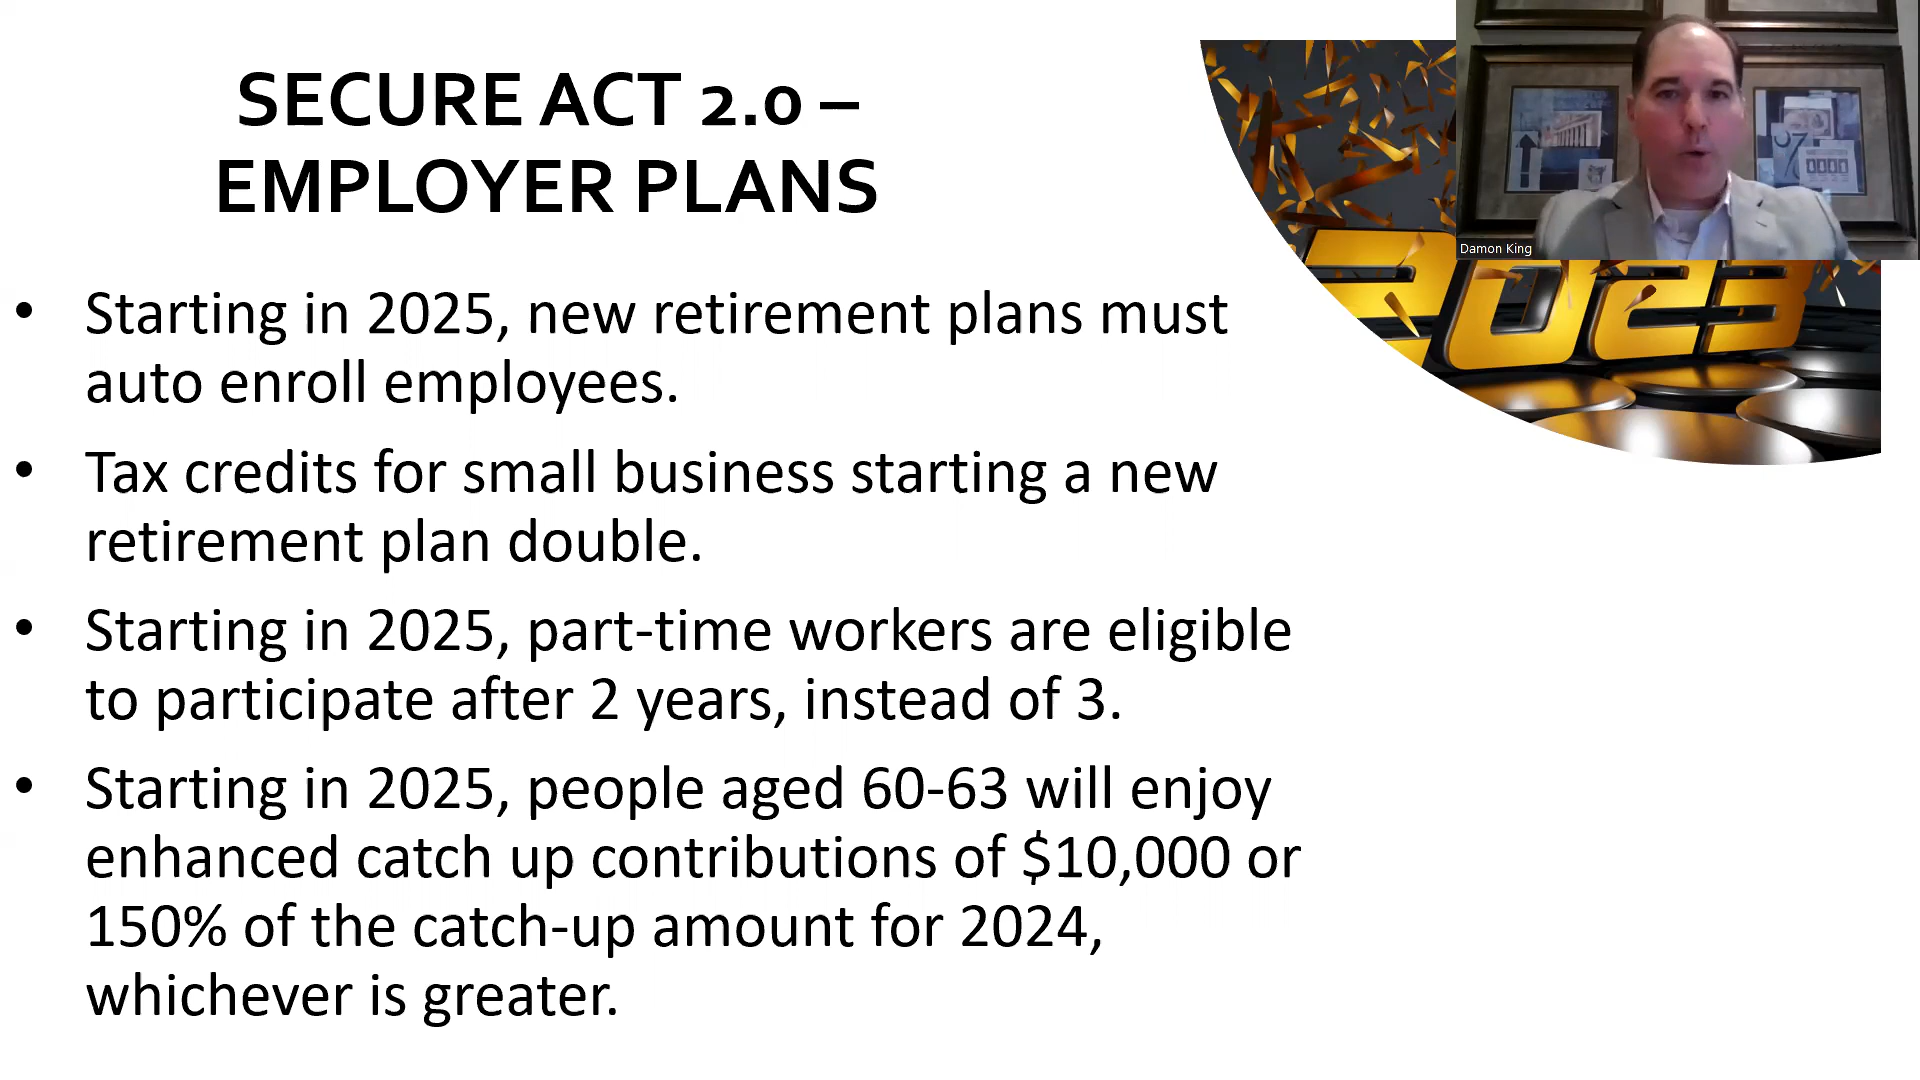 SECURE ACT 2.0 –
EMPLOYER PLANS
Damon King
2023
• Starting in 2025, new retirement plans must
auto enroll employees.
• Tax credits for small business starting a new
retirement plan double.
• Starting in 2025, part-time workers are eligible
to participate after 2 years, instead of 3.
• Starting in 2025, people aged 60-63 will enjoy
enhanced catch up contributions of $10,000 or
150% of the catch-up amount for 2024,
whichever is greater.